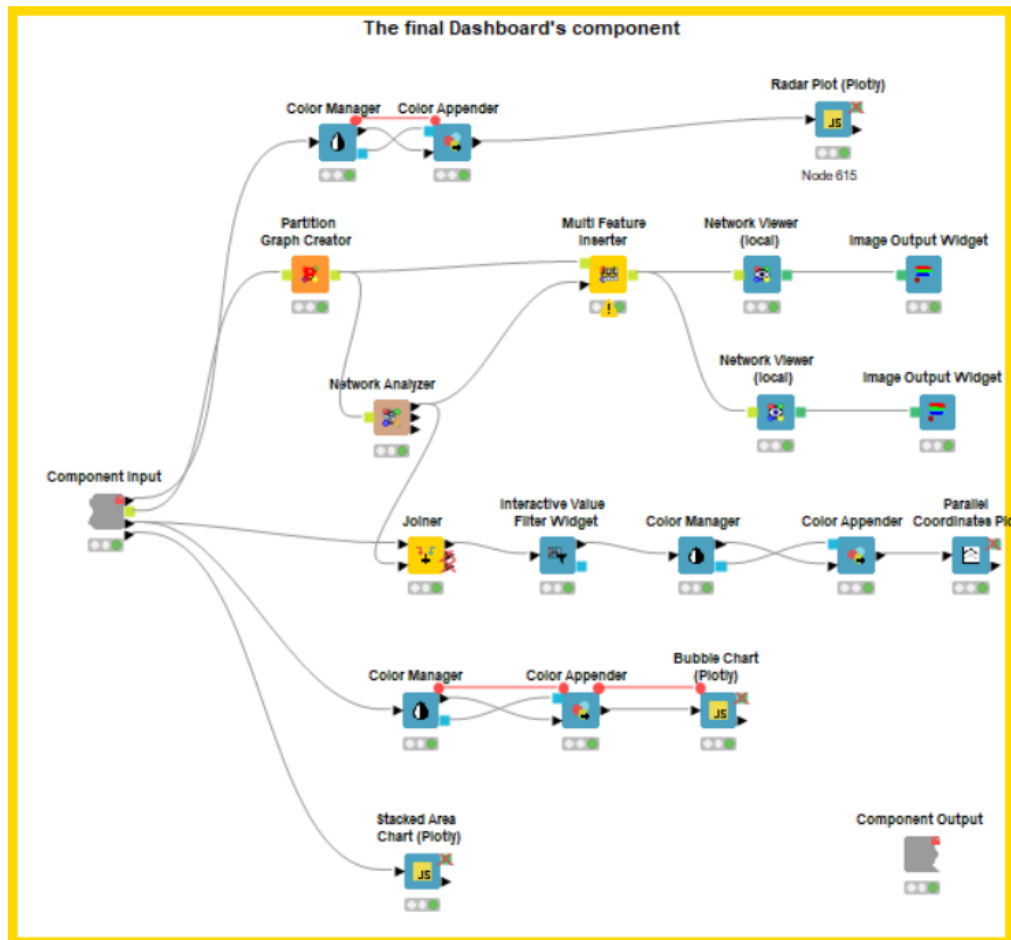 The final Dashboard's component
Radar Plot (Plotly)
Color Manager
Color Appender
JS
Node 615
Partition
Graph Creator
Multi Feature
Inserter
Network Viewer
(local)
Image Output Widget
Network Analyzer
Network Viewer
(local)
Image Output Widget
Component Input
Joiner
Interactive Value
Filter Widget
Color Manager
Color Appender
Parallel
Coordinates Plo
Color Manager
Color Appender
Bubble Chart
(Plotly)
JS
Stacked Area
Chart (Plotly)
JS
Component Output